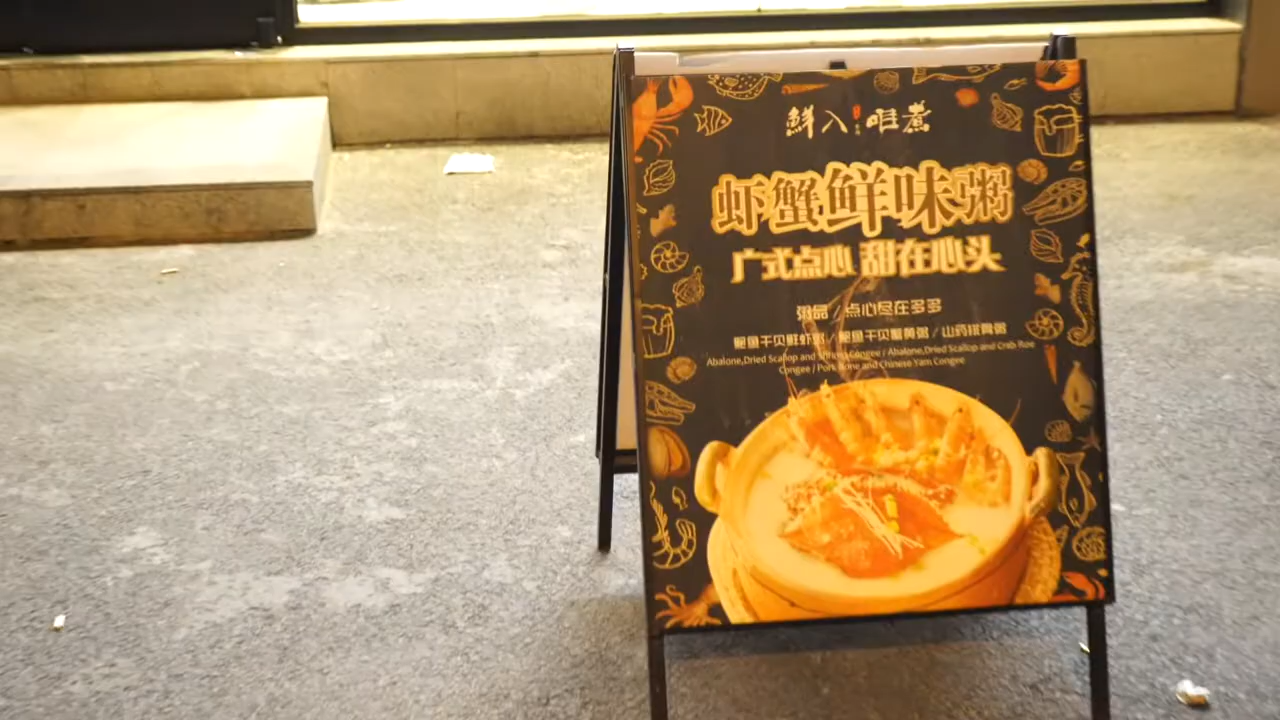 鲜入 唯煮
虾蟹鲜味粥
广式点心 甜在心头
粥品 / 点心尽在多多
鲍鱼干贝鲜虾粥 / 鲍鱼干贝蟹黄粥 / 山药排骨粥
Abalone,Dried Scallop and Shrimp Congee / Abalone,Dried Scallop and Crab Roe
Congee / Pork Bone and Chinese Yam Congee